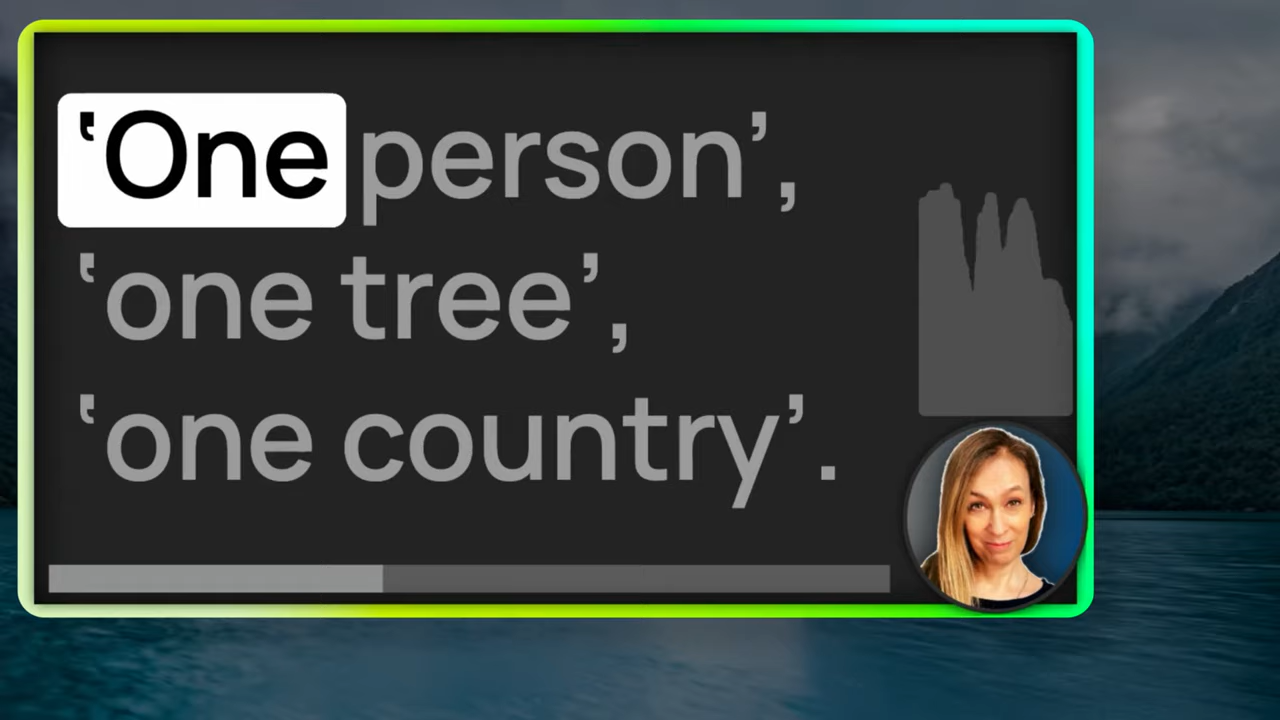 ‛One person’,
‛one tree’,
‛one country’.